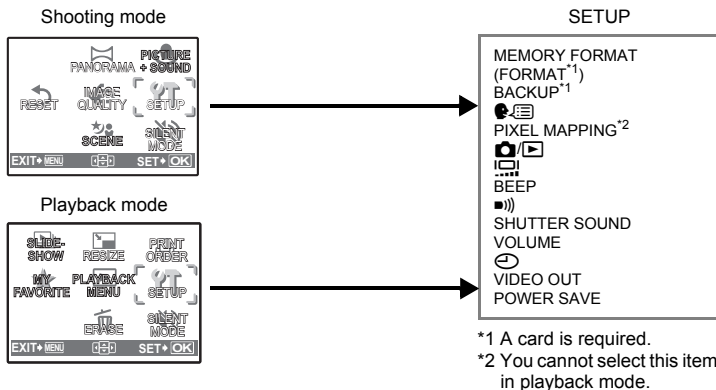 Shooting mode
PANORAMA
PICTURE
+ SOUND
RESET
IMAGE
QUALITY
SETUP
SCENE
SILENT
MODE
EXIT MENU
SET OK
Playback mode
SLIDE-
SHOW
RESIZE
PRINT
ORDER
MY
FAVORITE
PLAYBACK
MENU
SETUP
ERASE
SILENT
MODE
EXIT MENU
SET OK
SETUP
MEMORY FORMAT
(FORMAT*1)
BACKUP*1
PIXEL MAPPING*2
/
BEEP
SHUTTER SOUND
VOLUME
VIDEO OUT
POWER SAVE
*1 A card is required.
*2 You cannot select this item
in playback mode.